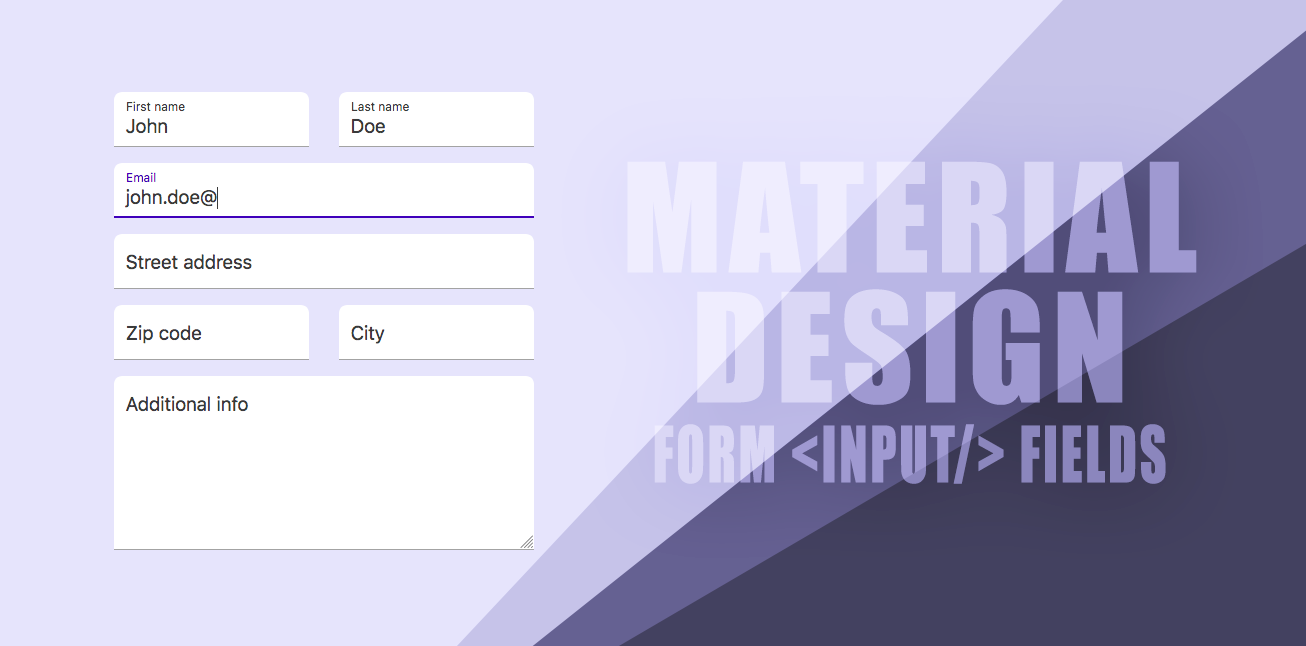 First name Last name
John Doe
Email
john.doe@
Street address
Zip code City
Additional info
MATERIAL
DESIGN
FORM <INPUT/> FIELDS